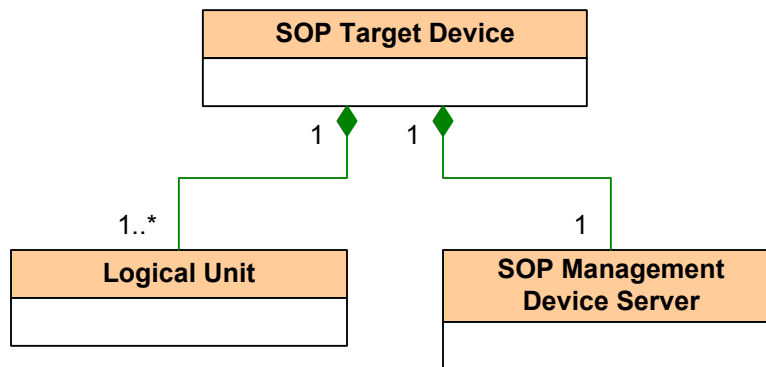 SOP Target Device
1
1
1..*
1
Logical Unit
SOP Management
Device Server